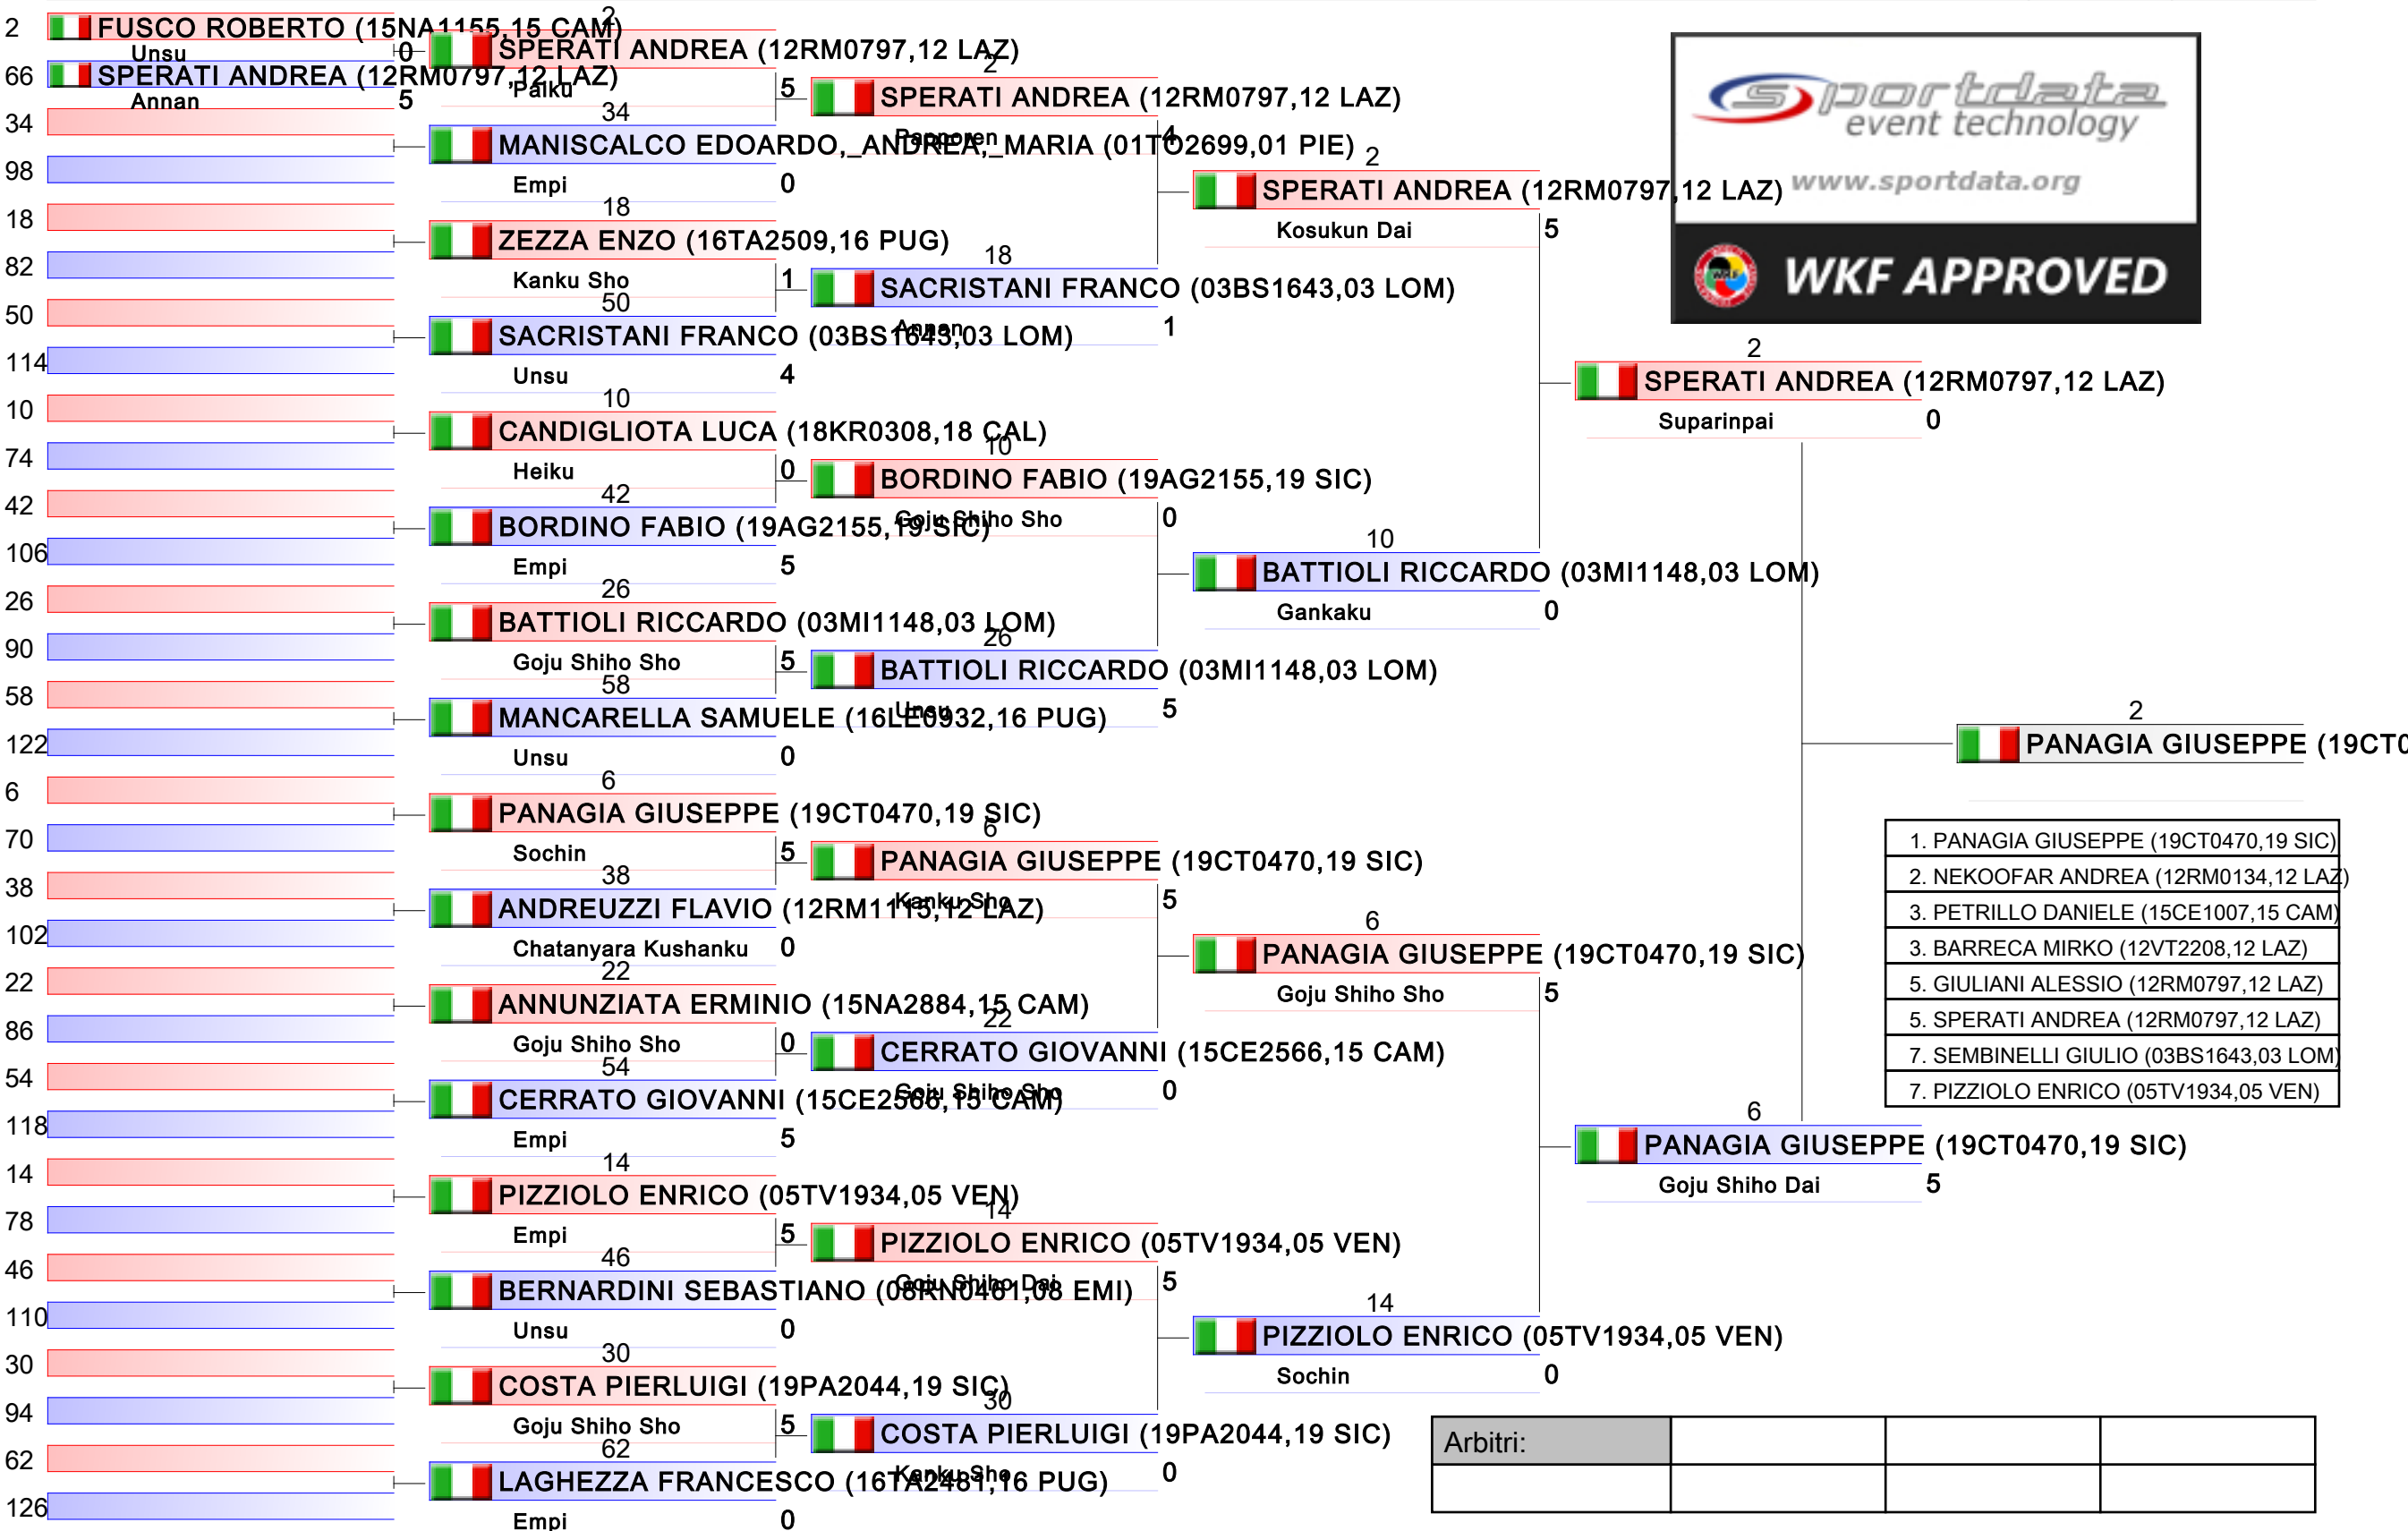 2 FUSCO ROBERTO (15NA1155,15 CAM)
Unsu 0
66 SPERATI ANDREA (12RM0797,12 LAZ)
Annan 5
34
98
18
82
50
114
10
74
42
106
26
90
58
122
6
70
38
102
22
86
54
118
14
78
46
110
30
94
62
126
2
SPERATI ANDREA (12RM0797,12 LAZ)
Paiku 5
34
MANISCALCO EDOARDO,_ANDREA,_MARIA (01TO2699,01 PIE)
Empi 0
18
ZEZZA ENZO (16TA2509,16 PUG)
Kanku Sho 1
50
SACRISTANI FRANCO (03BS1643,03 LOM)
Unsu 4
10
CANDIGLIOTA LUCA (18KR0308,18 CAL)
Heiku 0
42
BORDINO FABIO (19AG2155,19 SIC)
Empi 5
26
BATTIOLI RICCARDO (03MI1148,03 LOM)
Goju Shiho Sho 5
58
MANCARELLA SAMUELE (16LE0932,16 PUG)
Unsu 0
6
PANAGIA GIUSEPPE (19CT0470,19 SIC)
Sochin 5
38
ANDREUZZI FLAVIO (12RM1115,12 LAZ)
Chatanyara Kushanku 0
22
ANNUNZIATA ERMINIO (15NA2884,15 CAM)
Goju Shiho Sho 0
54
CERRATO GIOVANNI (15CE2566,15 CAM)
Empi 5
14
PIZZIOLO ENRICO (05TV1934,05 VEN)
Empi 5
46
BERNARDINI SEBASTIANO (08RN0461,08 EMI)
Unsu 0
30
COSTA PIERLUIGI (19PA2044,19 SIC)
Goju Shiho Sho 5
62
LAGHEZZA FRANCESCO (16TA2481,16 PUG)
Empi 0
2
SPERATI ANDREA (12RM0797,12 LAZ)
Papporen 4
18
SACRISTANI FRANCO (03BS1643,03 LOM)
Annan 1
10
BORDINO FABIO (19AG2155,19 SIC)
Goju Shiho Sho 0
26
BATTIOLI RICCARDO (03MI1148,03 LOM)
Unsu 5
6
PANAGIA GIUSEPPE (19CT0470,19 SIC)
Kanku Sho 5
22
CERRATO GIOVANNI (15CE2566,15 CAM)
Goju Shiho Sho 0
14
PIZZIOLO ENRICO (05TV1934,05 VEN)
Goju Shiho Dai 5
30
COSTA PIERLUIGI (19PA2044,19 SIC)
Kanku Sho 0
2
SPERATI ANDREA (12RM0797,12 LAZ)
Kosukun Dai 5
10
BATTIOLI RICCARDO (03MI1148,03 LOM)
Gankaku 0
6
PANAGIA GIUSEPPE (19CT0470,19 SIC)
Goju Shiho Sho 5
14
PIZZIOLO ENRICO (05TV1934,05 VEN)
Sochin 0
sportdata
event technology
www.sportdata.org
WKF
WKF APPROVED
2
SPERATI ANDREA (12RM0797,12 LAZ)
Suparinpai 0
6
PANAGIA GIUSEPPE (19CT0470,19 SIC)
Goju Shiho Dai 5
2
PANAGIA GIUSEPPE (19CT0
1. PANAGIA GIUSEPPE (19CT0470,19 SIC)
2. NEKOOFAR ANDREA (12RM0134,12 LAZ)
3. PETRILLO DANIELE (15CE1007,15 CAM)
3. BARRECA MIRKO (12VT2208,12 LAZ)
5. GIULIANI ALESSIO (12RM0797,12 LAZ)
5. SPERATI ANDREA (12RM0797,12 LAZ)
7. SEMBINELLI GIULIO (03BS1643,03 LOM)
7. PIZZIOLO ENRICO (05TV1934,05 VEN)
Arbitri: